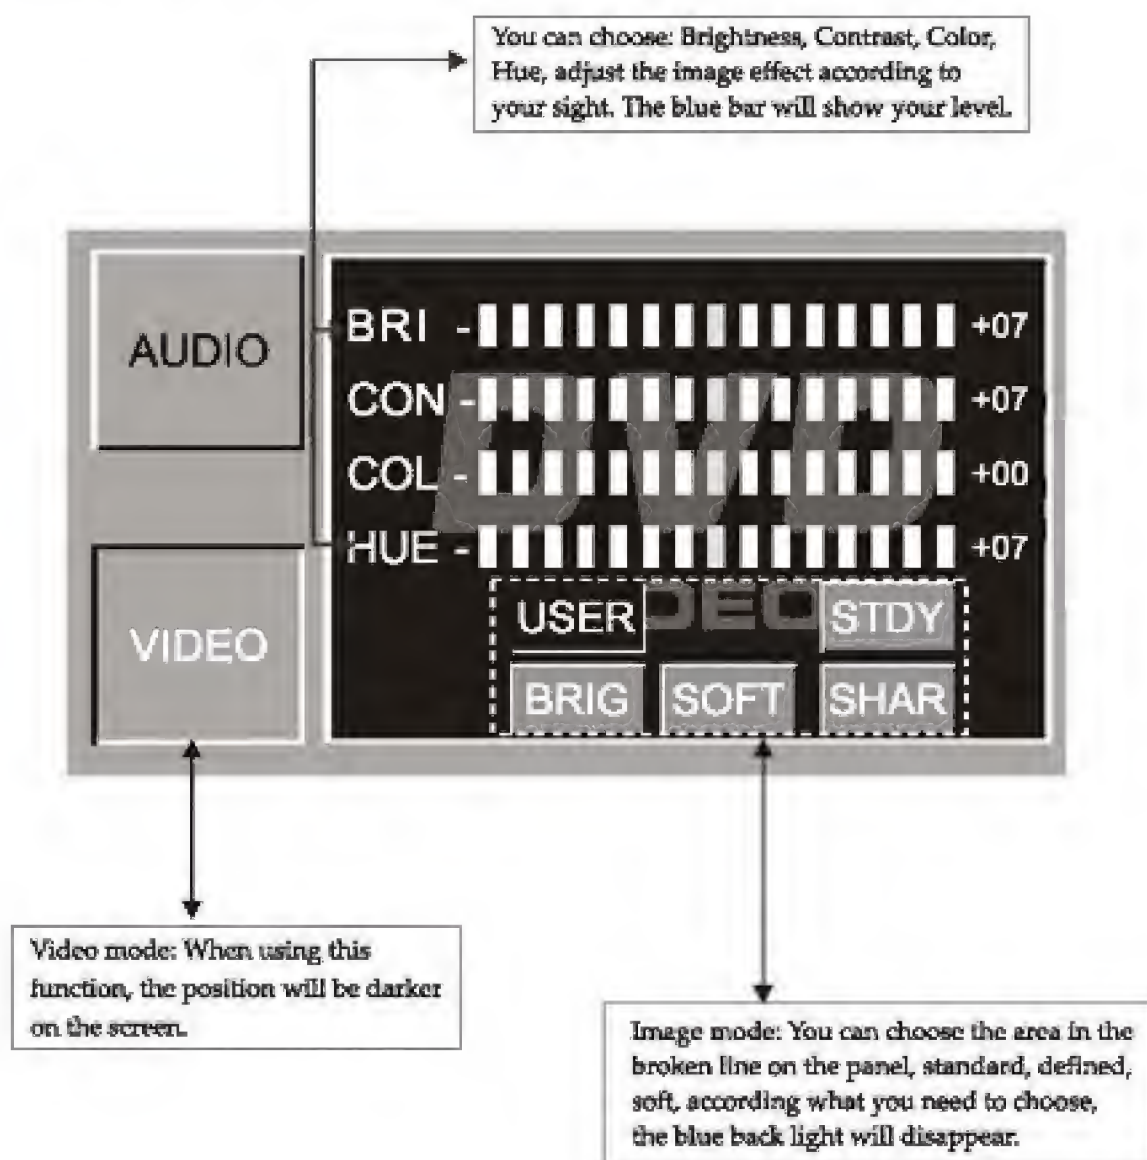 You can choose: Brightness, Contrast, Color,
Hue, adjust the image effect according to
your sight. The blue bar will show your level.
AUDIO
BRI - +07
CON - +07
COL - +00
HUE - +07
DVD
DEO
USER
STDY
VIDEO
BRIG SOFT SHAR
Video mode: When using this
function, the position will be darker
on the screen.
Image mode: You can choose the area in the
broken line on the panel, standard, defined,
soft, according what you need to choose,
the blue back light will disappear.